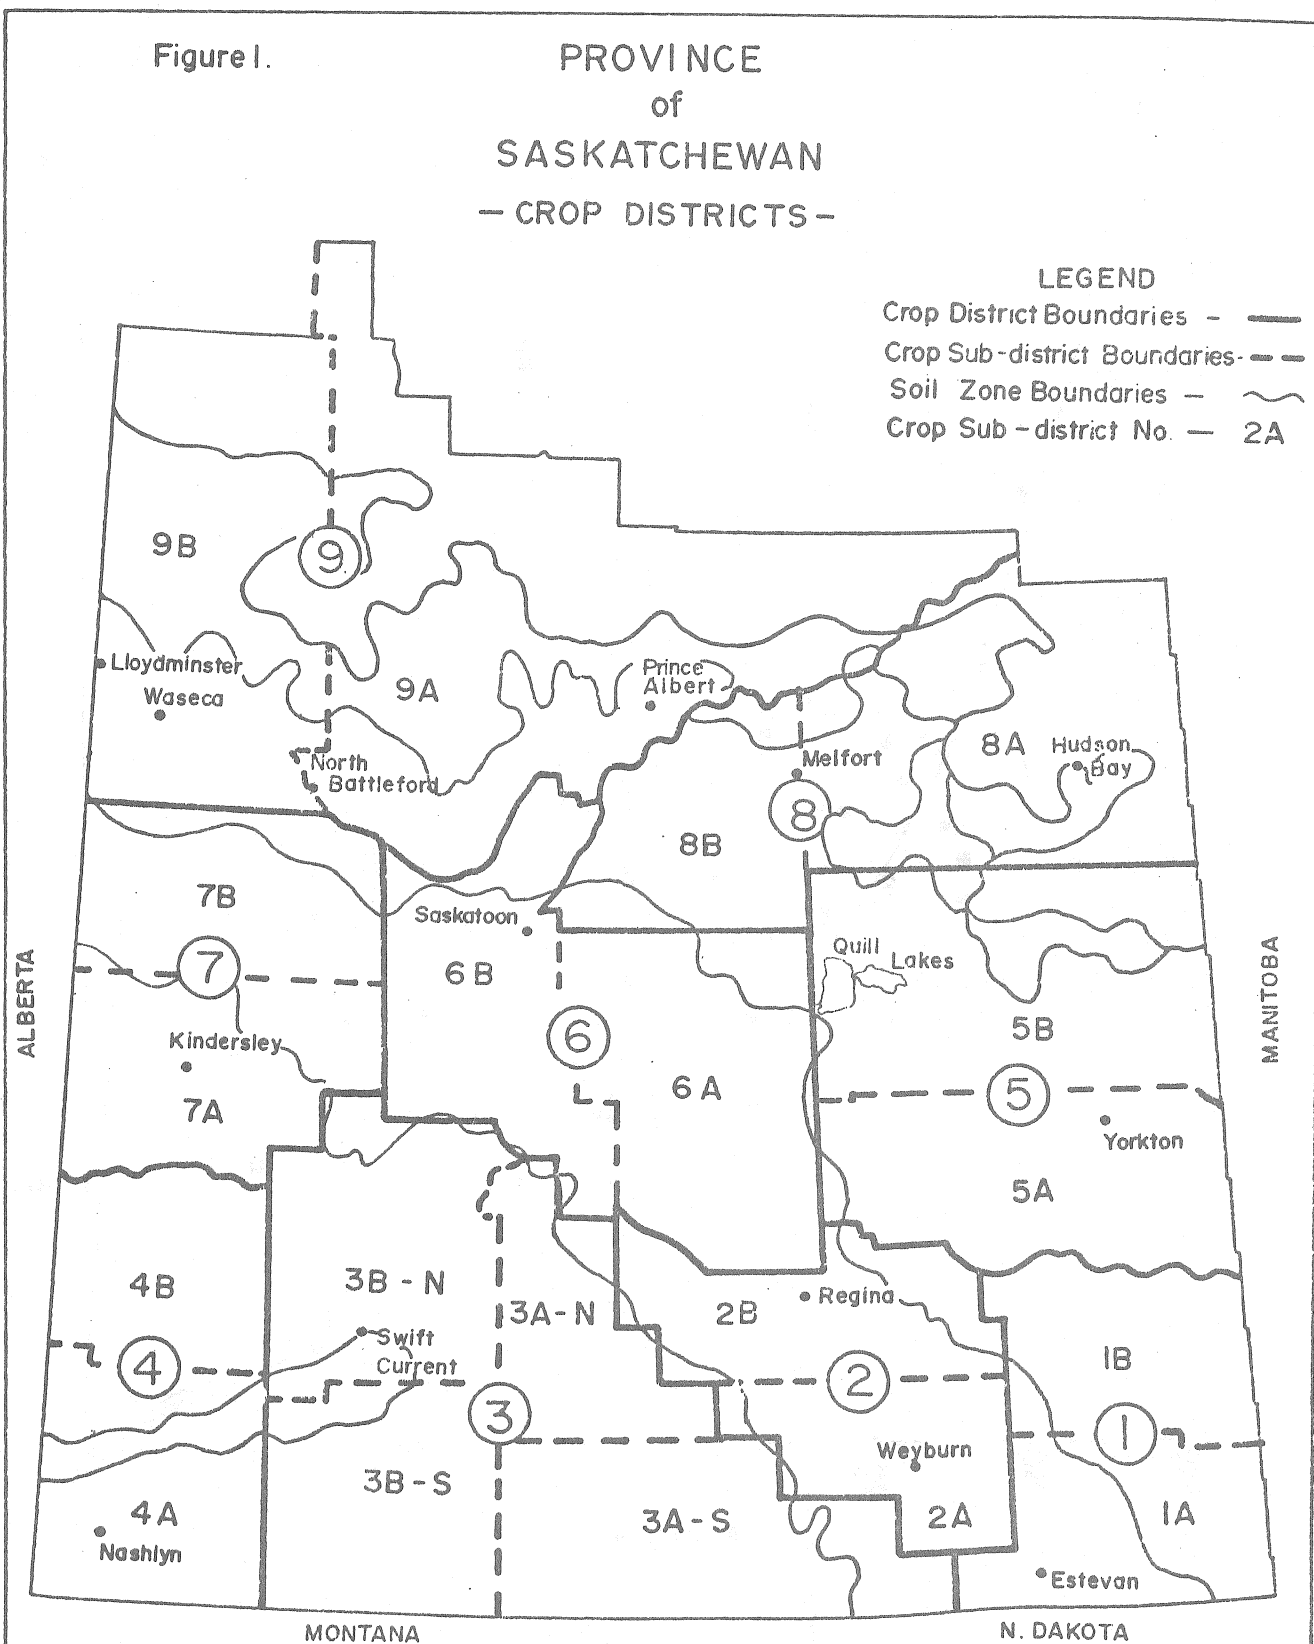 Figure 1.
PROVINCE
of
SASKATCHEWAN
— CROP DISTRICTS —
LEGEND
Crop District Boundaries –
Crop Sub-district Boundaries-
Soil Zone Boundaries —
Crop Sub-district No. — 2A
9B
9
Lloydminster
Waseca
9A
Prince
Albert
North
Battleford
Melfort
8A
Hudson
Bay
8
8B
7B
Saskatoon
7
6B
Quill
Lakes
ALBERTA
MANITOBA
6
5B
Kindersley
7A
6A
5
Yorkton
5A
4B
3B-N
3A-N
2B
Regina
Swift
Current
4
3
2
1B
1
Weyburn
3B-S
4A
Nashlyn
3A-S
2A
1A
Estevan
MONTANA
N. DAKOTA